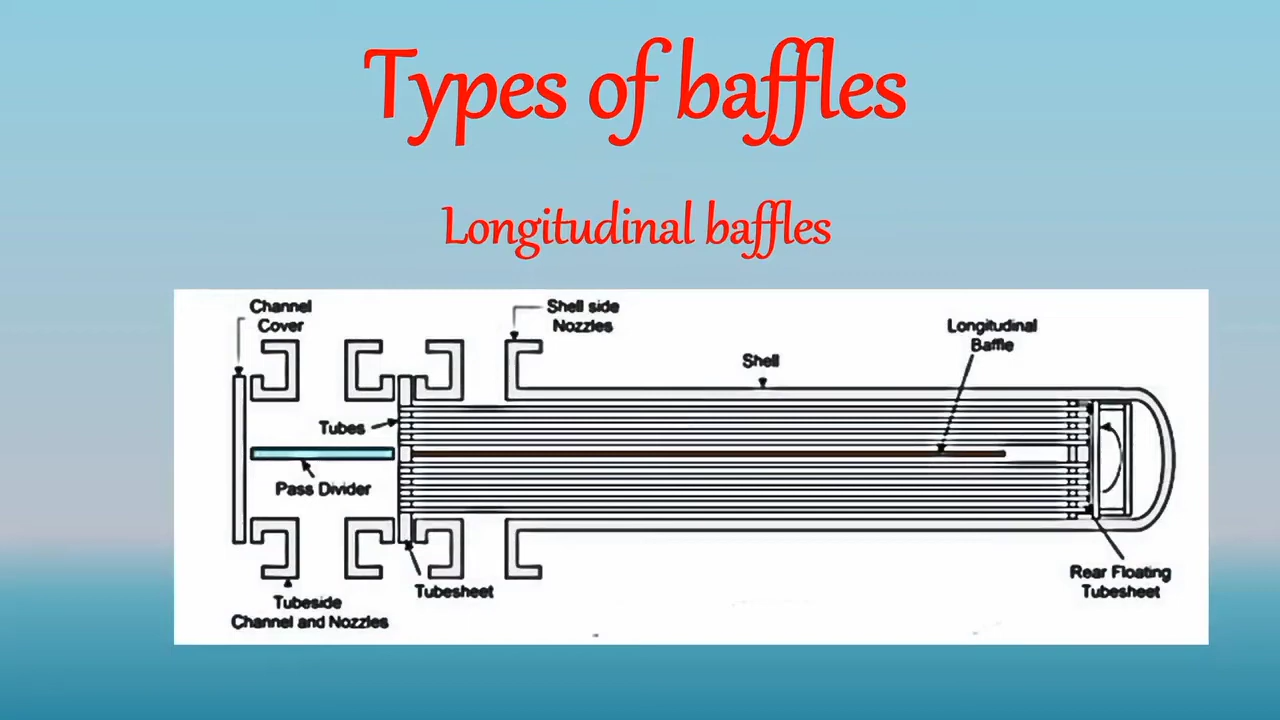 Types of baffles
Longitudinal baffles
Channel
Cover
Shell side
Nozzles
Longitudinal
Baffle
Shell
Tubes
Pass Divider
Tubesheet
Tubeside
Channel and Nozzles
Rear Floating
Tubesheet